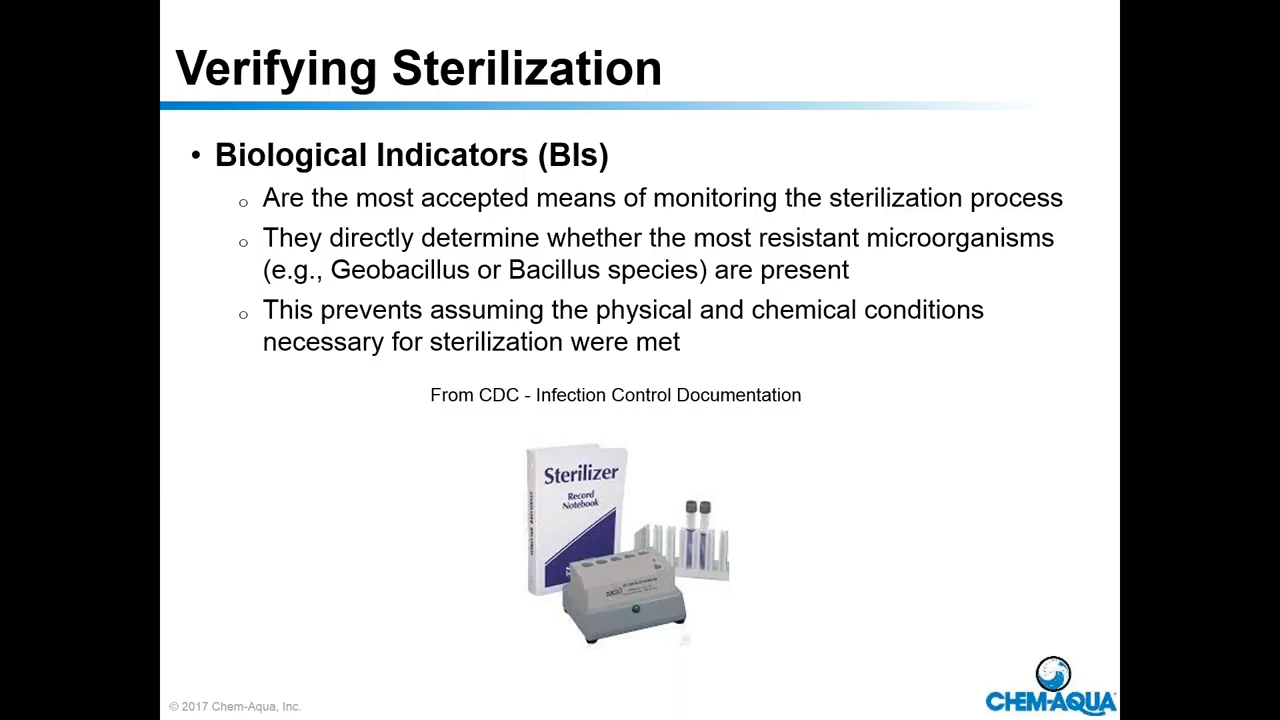 Verifying Sterilization
• Biological Indicators (BIs)
o Are the most accepted means of monitoring the sterilization process
o They directly determine whether the most resistant microorganisms
(e.g., Geobacillus or Bacillus species) are present
o This prevents assuming the physical and chemical conditions
necessary for sterilization were met
From CDC - Infection Control Documentation
Sterilizer
Record
Notebook
© 2017 Chem-Aqua, Inc.
CHEM-AQUA